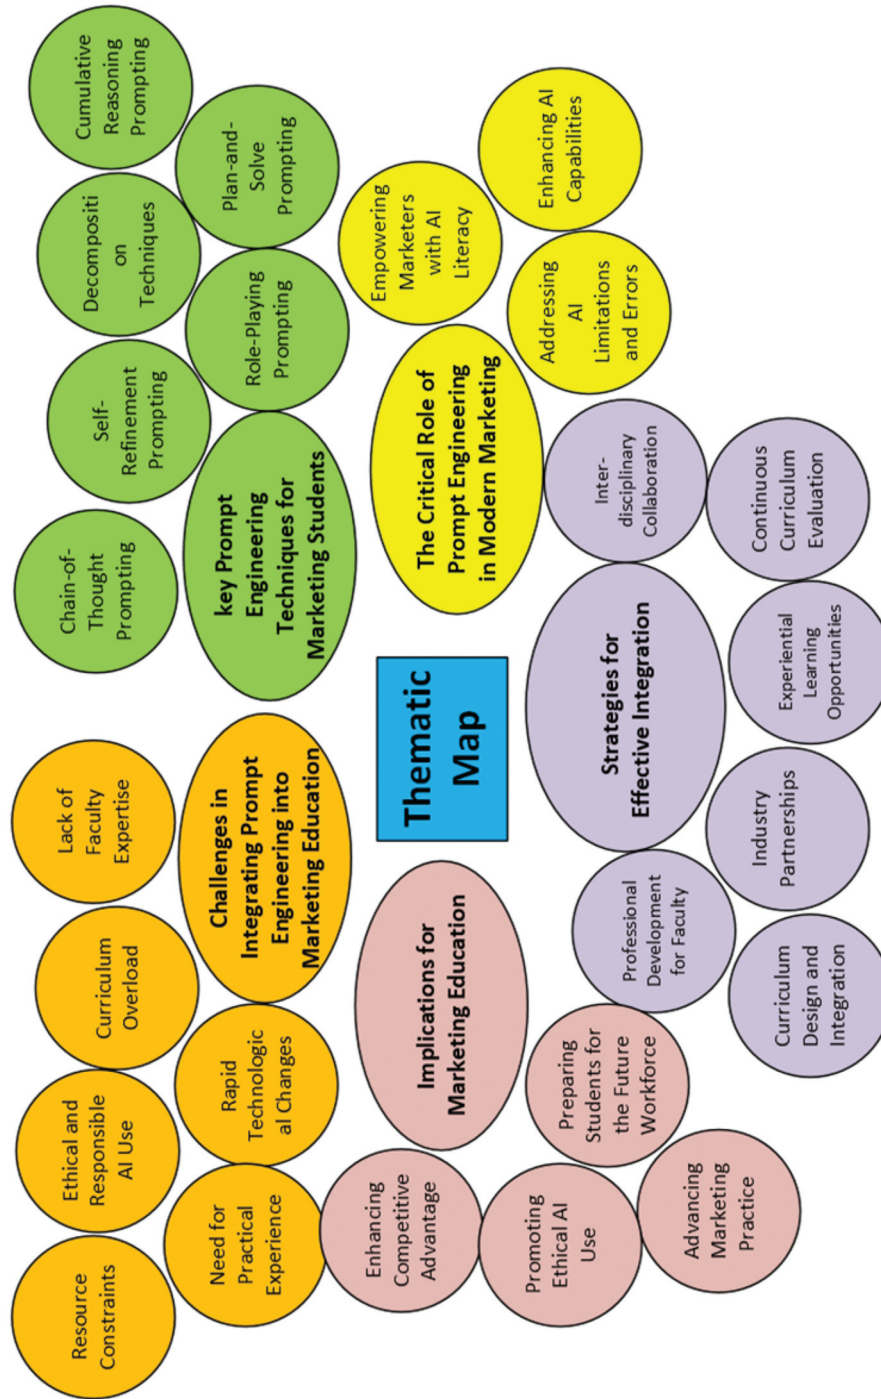 Resource
Constraints
Ethical and
Responsible
AI Use
Curriculum
Overload
Lack of
Faculty
Expertise
Need for
Practical
Experience
Rapid
Technologic
al Changes
Challenges in
Integrating Prompt
Engineering into
Marketing Education
Chain-of-
Thought
Prompting
Self-
Refinement
Prompting
Decompositi
on
Techniques
Cumulative
Reasoning
Prompting
key Prompt
Engineering
Techniques for
Marketing Students
Role-Playing
Prompting
Plan-and-
Solve
Prompting
Enhancing
Competitive
Advantage
Implications for
Marketing Education
Promoting
Ethical AI
Use
Preparing
Students for
the Future
Workforce
Advancing
Marketing
Practice
Thematic
Map
The Critical Role of
Prompt Engineering
in Modern Marketing
Empowering
Marketers
with AI
Literacy
Addressing
AI
Limitations
and Errors
Enhancing AI
Capabilities
Professional
Development
for Faculty
Strategies for
Effective Integration
Inter-
disciplinary
Collaboration
Curriculum
Design and
Integration
Industry
Partnerships
Experiential
Learning
Opportunities
Continuous
Curriculum
Evaluation